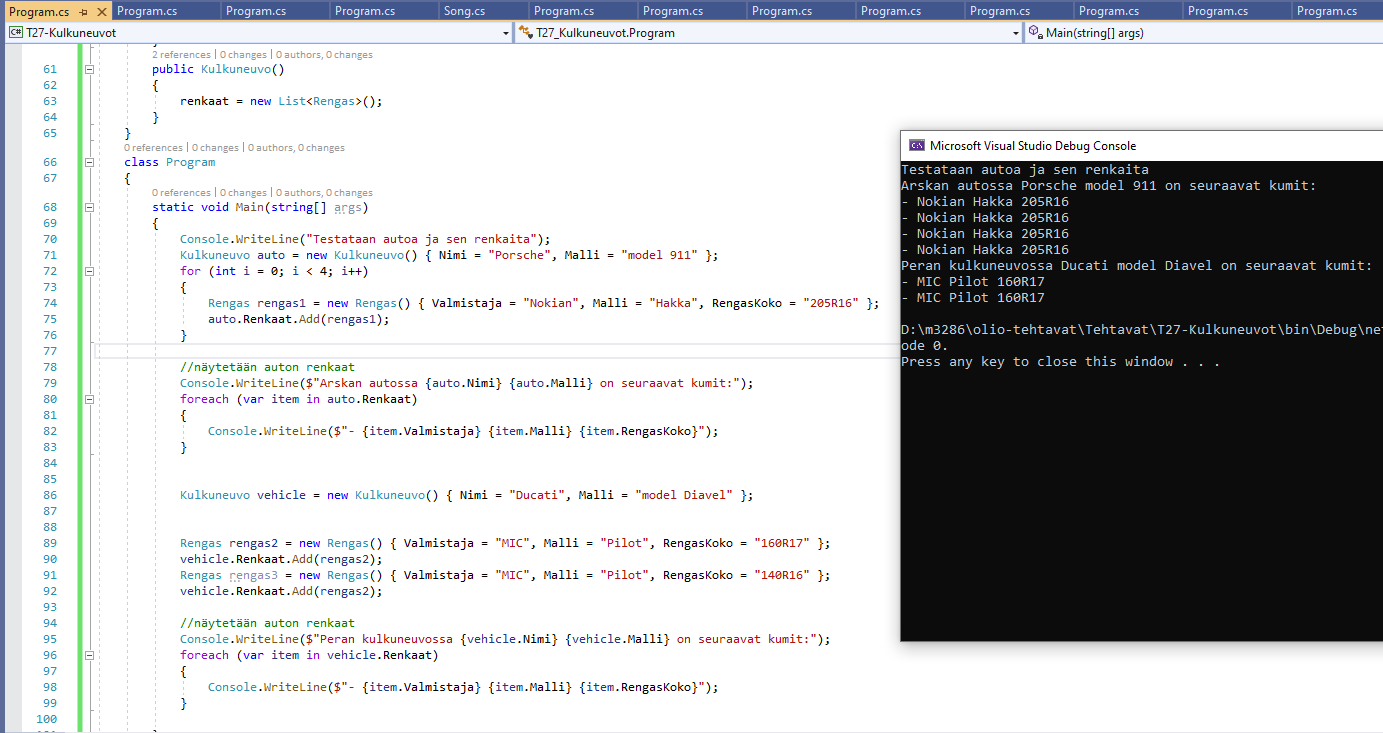 Program.cs Program.cs Program.cs Program.cs Song.cs Program.cs Program.cs Program.cs Program.cs Program.cs Program.cs Program.cs Program.cs
C# T27-Kulkuneuvot T27_Kulkuneuvot.Program Main(string[] args)
2 references | 0 changes | 0 authors, 0 changes
61 public Kulkuneuvo()
62 {
63 renkaat = new List<Rengas>();
64 }
65 }
0 references | 0 changes | 0 authors, 0 changes
66 class Program
67 {
0 references | 0 changes | 0 authors, 0 changes
68 static void Main(string[] args)
69 {
70 Console.WriteLine("Testataan autoa ja sen renkaita");
71 Kulkuneuvo auto = new Kulkuneuvo() { Nimi = "Porsche", Malli = "model 911" };
72 for (int i = 0; i < 4; i++)
73 {
74 Rengas rengas1 = new Rengas() { Valmistaja = "Nokian", Malli = "Hakka", RengasKoko = "205R16" };
75 auto.Renkaat.Add(rengas1);
76 }
77
78 //näytetään auton renkaat
79 Console.WriteLine($"Arskan autossa {auto.Nimi} {auto.Malli} on seuraavat kumit:");
80 foreach (var item in auto.Renkaat)
81 {
82 Console.WriteLine($"- {item.Valmistaja} {item.Malli} {item.RengasKoko}");
83 }
84
85
86 Kulkuneuvo vehicle = new Kulkuneuvo() { Nimi = "Ducati", Malli = "model Diavel" };
87
88
89 Rengas rengas2 = new Rengas() { Valmistaja = "MIC", Malli = "Pilot", RengasKoko = "160R17" };
90 vehicle.Renkaat.Add(rengas2);
91 Rengas rengas3 = new Rengas() { Valmistaja = "MIC", Malli = "Pilot", RengasKoko = "140R16" };
92 vehicle.Renkaat.Add(rengas2);
93
94 //näytetään auton renkaat
95 Console.WriteLine($"Peran kulkuneuvossa {vehicle.Nimi} {vehicle.Malli} on seuraavat kumit:");
96 foreach (var item in vehicle.Renkaat)
97 {
98 Console.WriteLine($"- {item.Valmistaja} {item.Malli} {item.RengasKoko}");
99 }
100
Microsoft Visual Studio Debug Console
Testataan autoa ja sen renkaita
Arskan autossa Porsche model 911 on seuraavat kumit:
- Nokian Hakka 205R16
- Nokian Hakka 205R16
- Nokian Hakka 205R16
- Nokian Hakka 205R16
Peran kulkuneuvossa Ducati model Diavel on seuraavat kumit:
- MIC Pilot 160R17
- MIC Pilot 160R17
D:\m3286\olio-tehtavat\Tehtavat\T27-Kulkuneuvot\bin\Debug\net
ode 0.
Press any key to close this window . . .